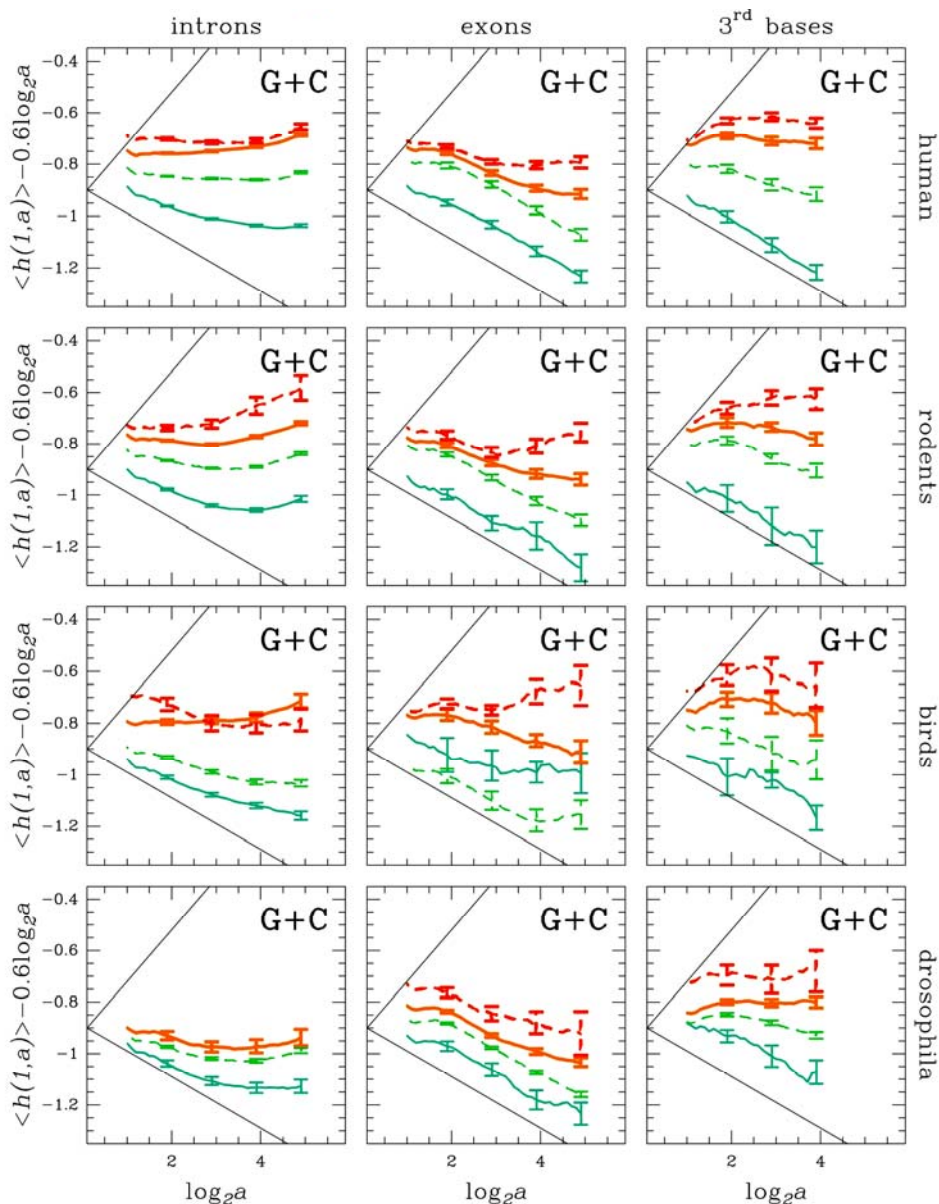 introns exons 3rd bases
−0.4 G+C G+C G+C
−0.6
−0.8
−1
−1.2
<h(1,a)>−0.6log2a
human
−0.4 G+C G+C G+C
−0.6
−0.8
−1
−1.2
<h(1,a)>−0.6log2a
rodents
−0.4 G+C G+C G+C
−0.6
−0.8
−1
−1.2
<h(1,a)>−0.6log2a
birds
−0.4 G+C G+C G+C
−0.6
−0.8
−1
−1.2
<h(1,a)>−0.6log2a
drosophila
2 4 2 4 2 4
log2a log2a log2a